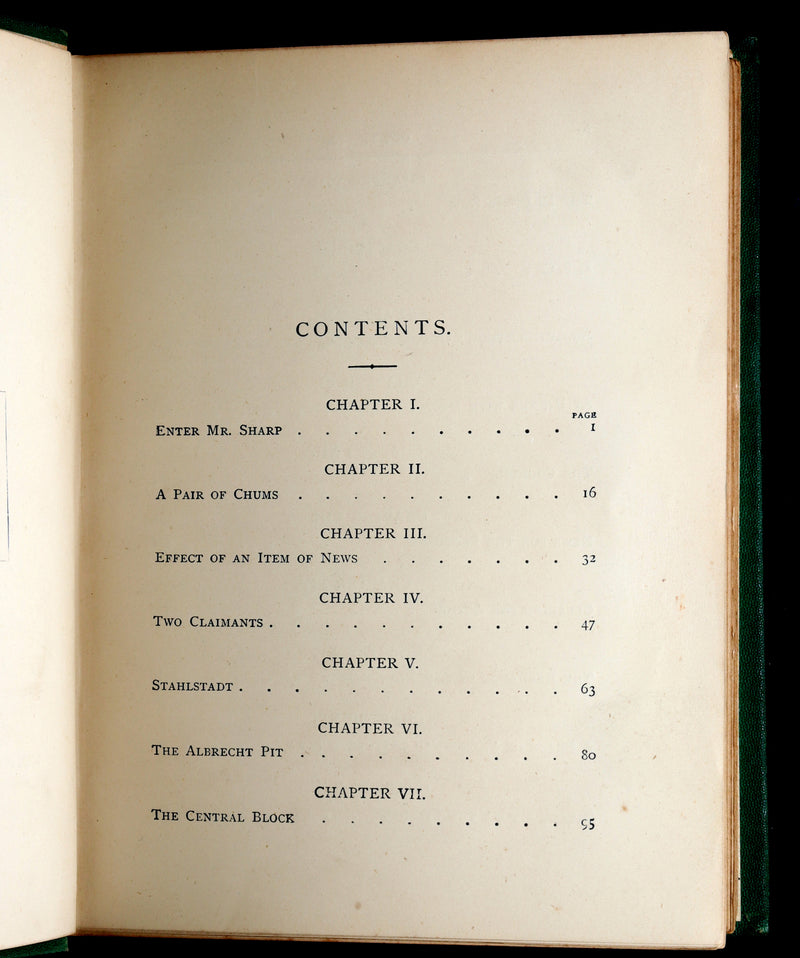 CONTENTS.
CHAPTER I.
PAGE
ENTER MR. SHARP . . . . . . . . . . 1
CHAPTER II.
A PAIR OF CHUMS . . . . . . . . . . 16
CHAPTER III.
EFFECT OF AN ITEM OF NEWS . . . . . . . 32
CHAPTER IV.
TWO CLAIMANTS . . . . . . . . . . . 47
CHAPTER V.
STAHLSTADT . . . . . . . . . . . . 63
CHAPTER VI.
THE ALBRECHT PIT . . . . . . . . . . 80
CHAPTER VII.
THE CENTRAL BLOCK . . . . . . . . . 95